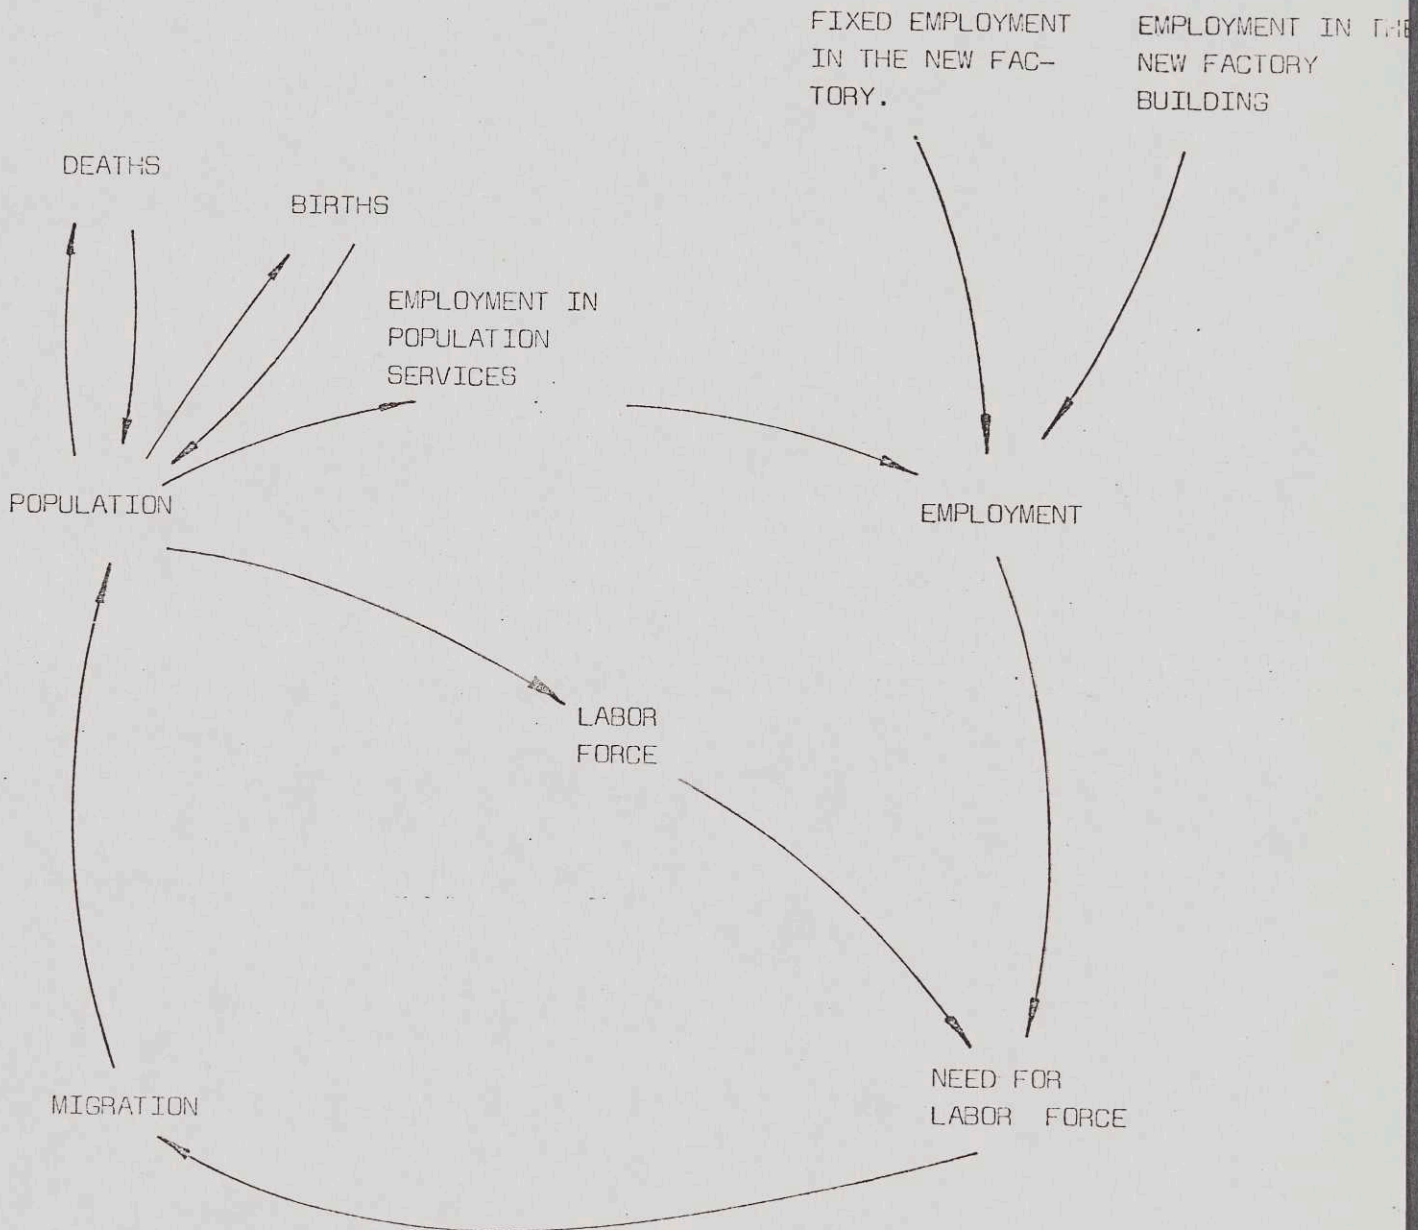 FIXED EMPLOYMENT
IN THE NEW FAC-
TORY.
EMPLOYMENT IN THE
NEW FACTORY
BUILDING
DEATHS
BIRTHS
EMPLOYMENT IN
POPULATION
SERVICES
POPULATION
EMPLOYMENT
LABOR
FORCE
NEED FOR
LABOR FORCE
MIGRATION